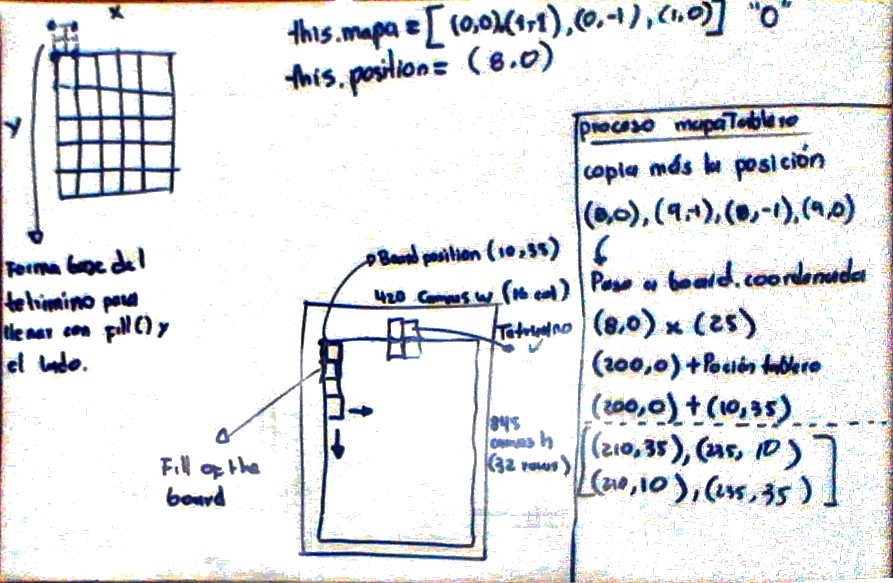 x
this.mapa = [ (0,0),(1,-1),(0,-1),(1,0)] "O"
this.position = (8,0)
y
Forma base del
tetrimino para
llenar con fill() y
el lado.
proceso mapaTablero
copia más la posición
(8,0), (9,-1), (8,-1), (9,0)
Paso a board.coordenadas
(8,0) x (25)
(200,0) + Poción tablero
(200,0) + (10,35)
[(210,35), (235, 10)
(210,10), (235,35)]
Board position (10,35)
420 Canvas w (16 col)
Tetrimino
845
canvas h
(32 rows)
Fill of the
board